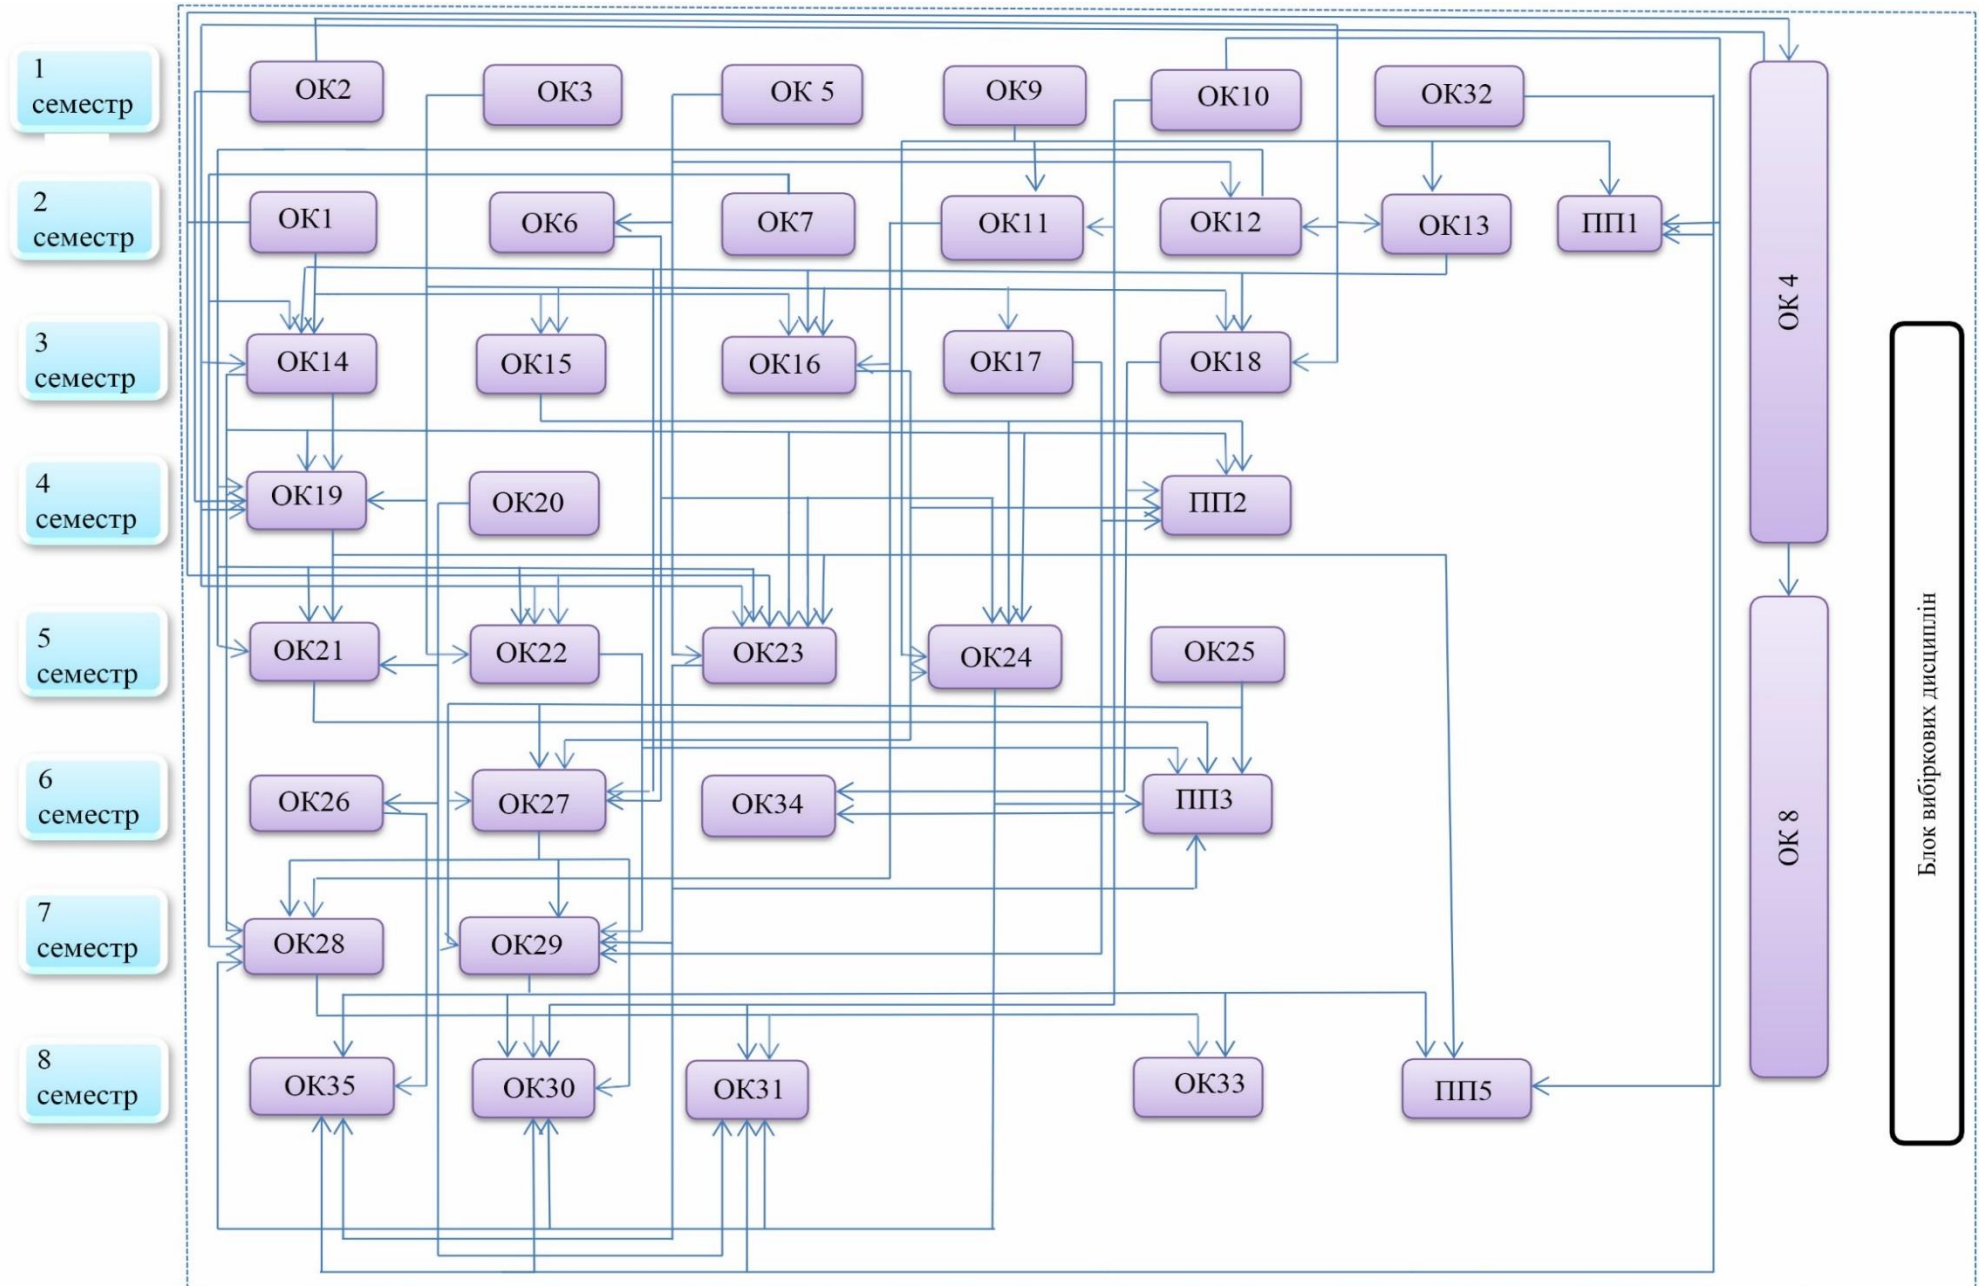 1
семестр
ОК2
ОК3
ОК 5
ОК9
ОК10
ОК32
2
семестр
ОК1
ОК6
ОК7
ОК11
ОК12
ОК13
ПП1
ОК 4
3
семестр
ОК14
ОК15
ОК16
ОК17
ОК18
4
семестр
ОК19
ОК20
ПП2
5
семестр
ОК21
ОК22
ОК23
ОК24
ОК25
Блок вибіркових дисциплін
6
семестр
ОК26
ОК27
ОК34
ПП3
ОК 8
7
семестр
ОК28
ОК29
8
семестр
ОК35
ОК30
ОК31
ОК33
ПП5